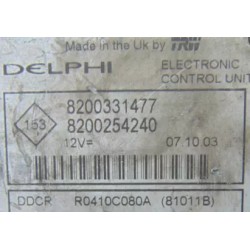 Made in the Uk by TRW
DELPHI ELECTRONIC
CONTROL UNIT
153 8200331477
8200254240
12V= 07.10.03
DDCR R0410C080A (81011B)